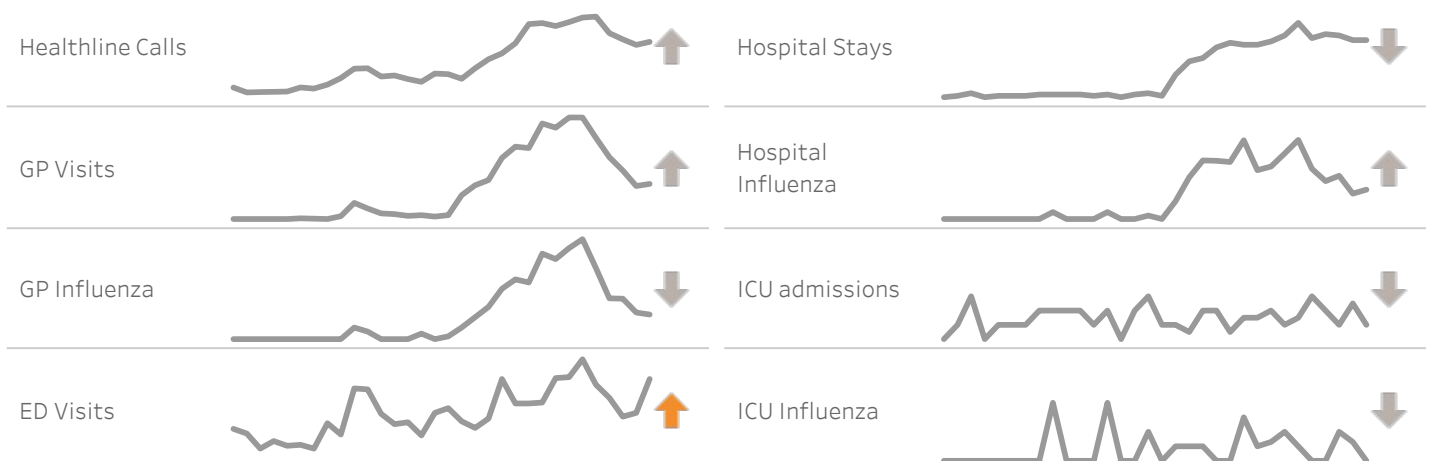 Healthline Calls
GP Visits
GP Influenza
ED Visits
Hospital Stays
Hospital
Influenza
ICU admissions
ICU Influenza